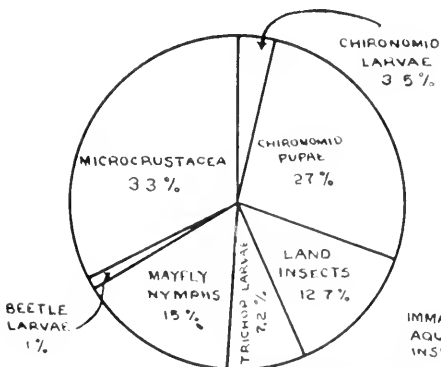 CHIRONOMID
LARVAE
3.5%
CHIRONOMID
PUPAE
27%
LAND
INSECTS
12.7%
TRICHOP LARVAE
7.2%
MAYFLY
NYMPHS
15%
BEETLE
LARVAE
1%
MICROCRUSTACEA
33%
IMMA
AQU
INS